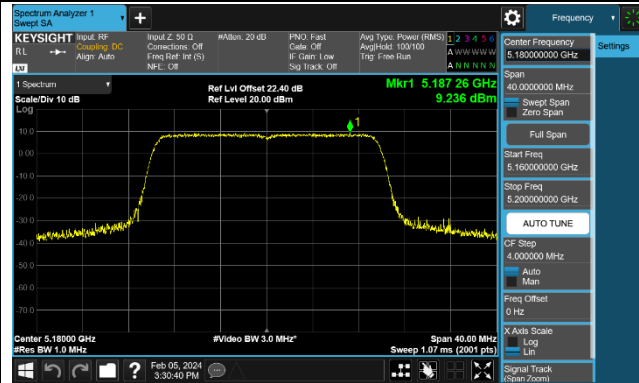 Spectrum Analyzer 1
Swept SA
+
Frequency
KEYSIGHT
RL
LXI
Input: RF
Coupling: DC
Align: Auto
Input Z: 50 Ω
Corrections: Off
Freq Ref: Int (S)
NFE: Off
#Atten: 20 dB
PNO: Fast
Gate: Off
IF Gain: Low
Sig Track: Off
Avg Type: Power (RMS)
Avg|Hold: 100/100
Trig: Free Run
1 2 3 4 5 6
A W W W W W
A N N N N N
1 Spectrum
Scale/Div 10 dB
Log
Ref Lvl Offset 22.40 dB
Ref Level 20.00 dBm
Mkr1 5.187 26 GHz
9.236 dBm
1
10.0
0.00
-10.0
-20.0
-30.0
-40.0
-50.0
-60.0
-70.0
Center 5.18000 GHz
#Res BW 1.0 MHz
#Video BW 3.0 MHz*
Span 40.00 MHz
Sweep 1.07 ms (2001 pts)
?
Feb 05, 2024
3:30:40 PM
Center Frequency
5.180000000 GHz
Span
40.0000000 MHz
Swept Span
Zero Span
Full Span
Start Freq
5.160000000 GHz
Stop Freq
5.200000000 GHz
AUTO TUNE
CF Step
4.000000 MHz
Auto
Man
Freq Offset
0 Hz
X Axis Scale
Log
Lin
Signal Track
(Span Zoom)
Settings